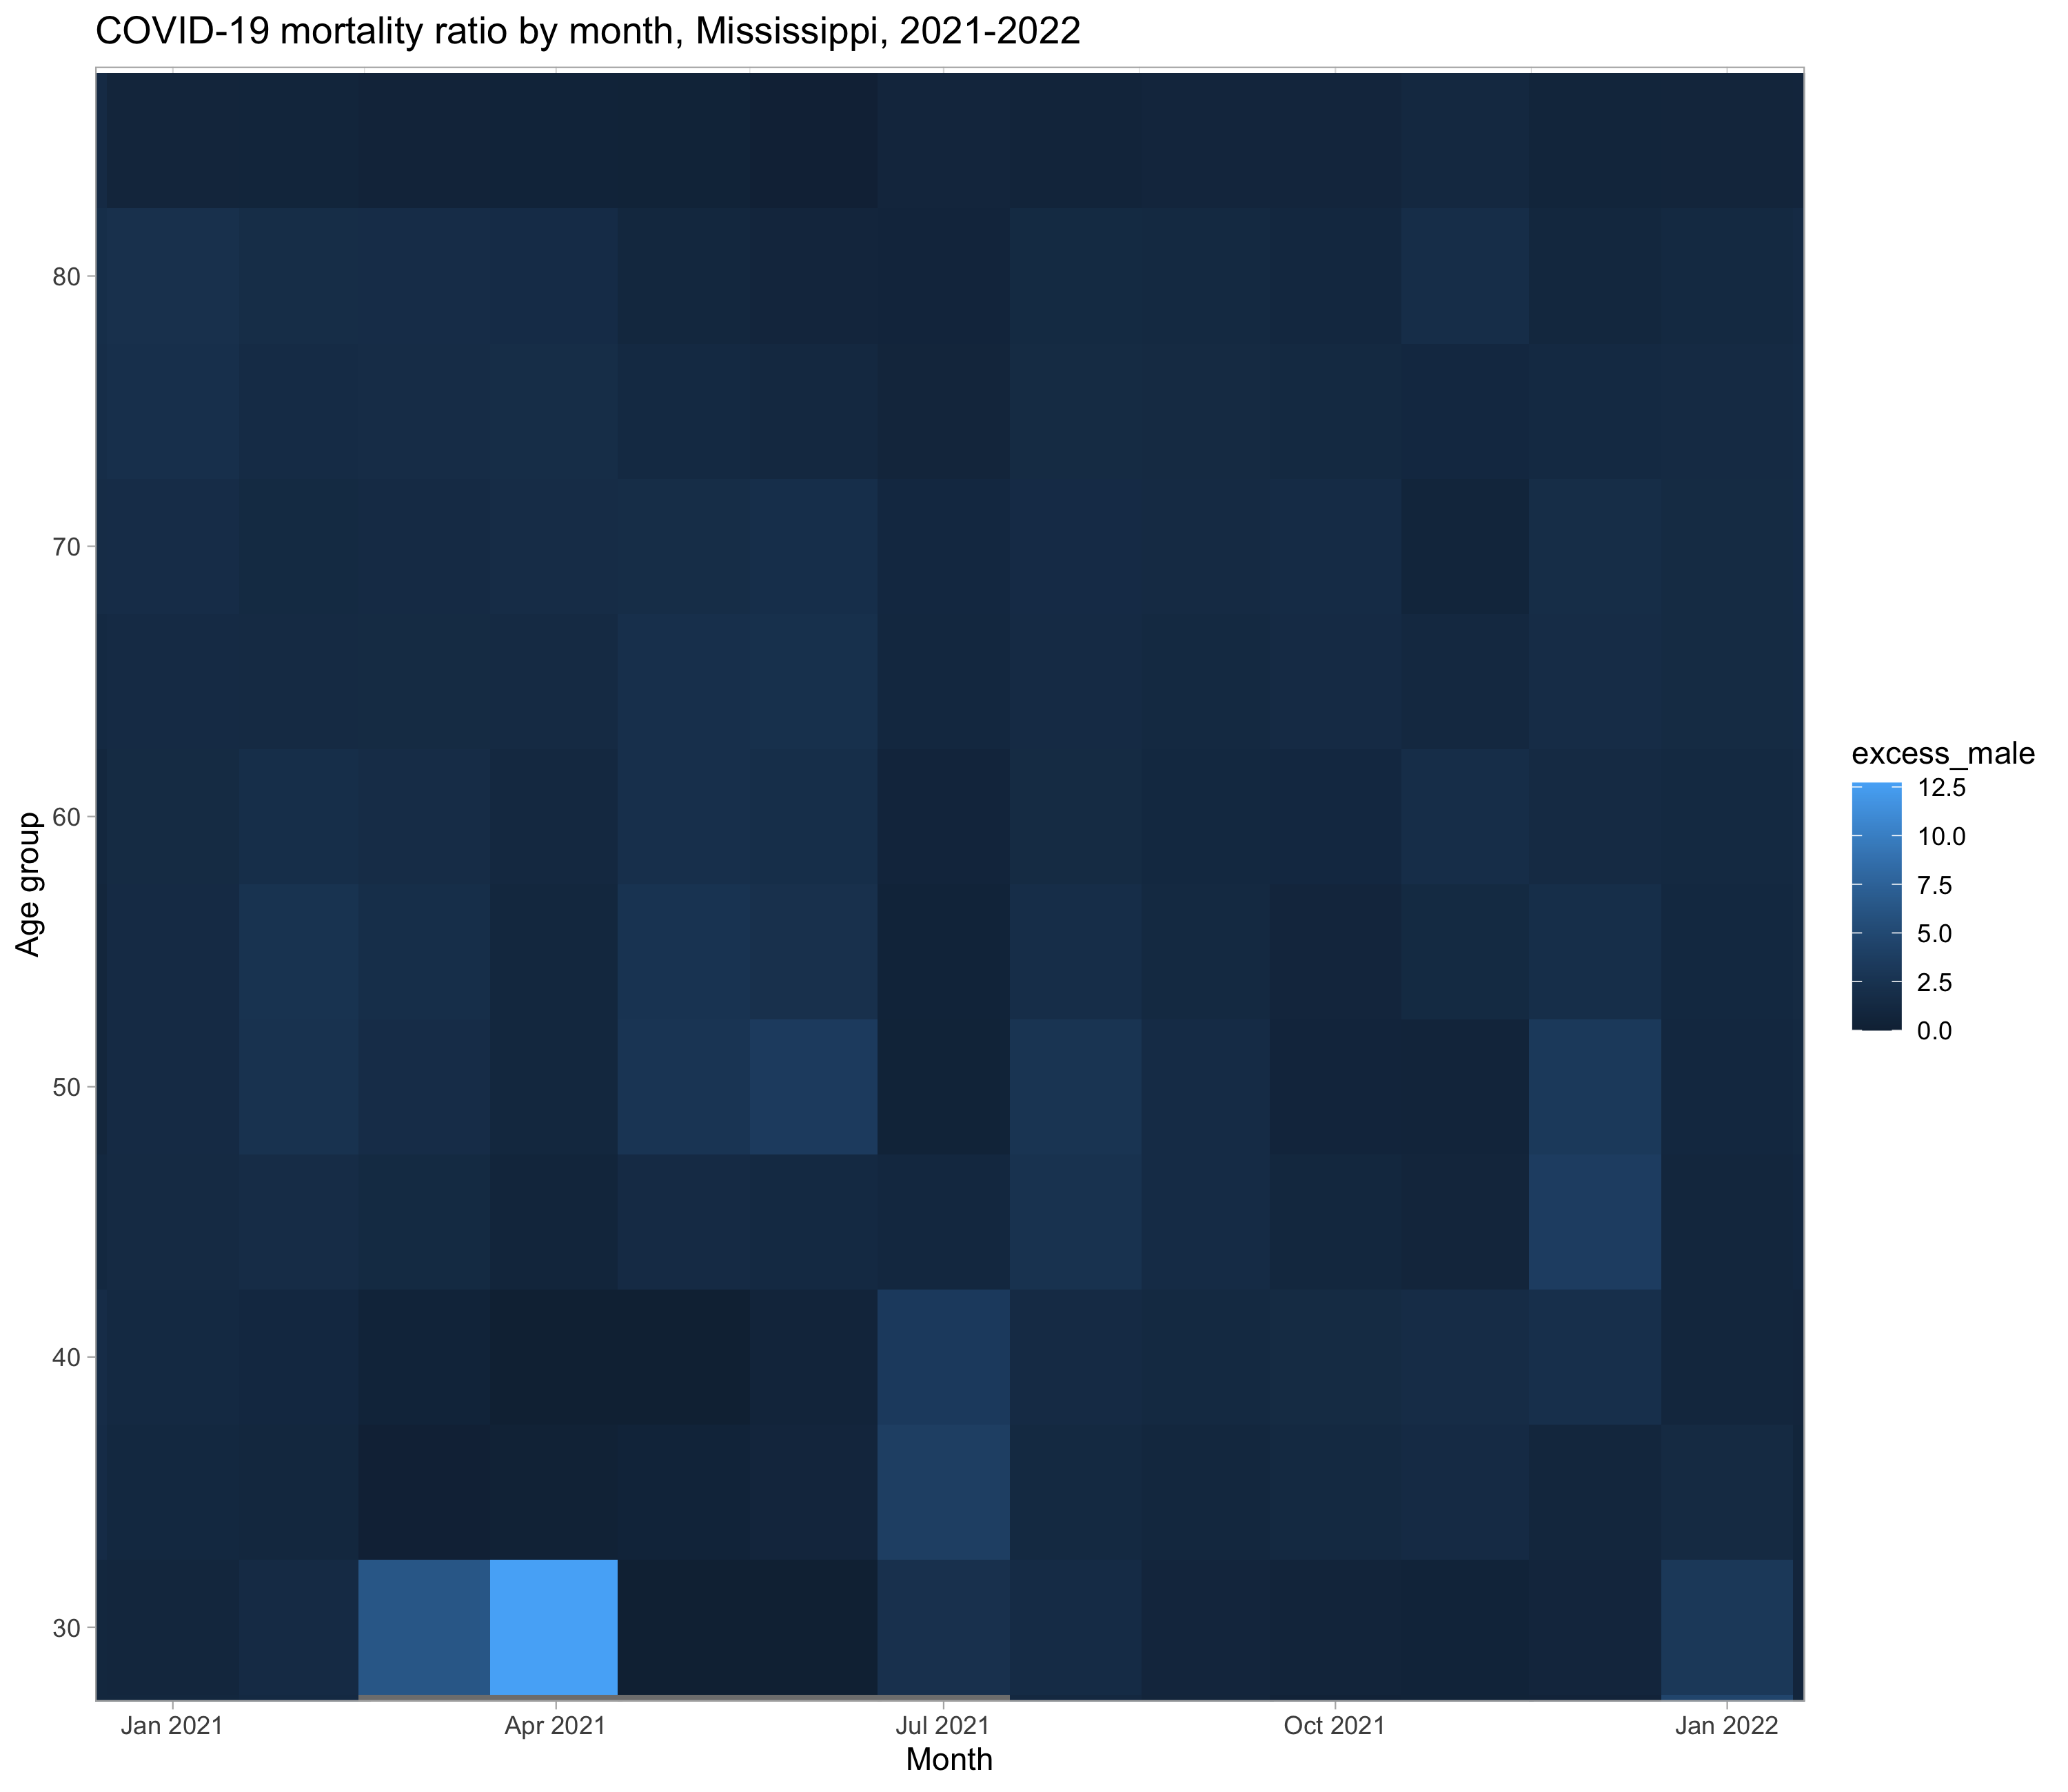 COVID-19 mortality ratio by month, Mississippi, 2021-2022
Age group
80
70
60
50
40
30
Jan 2021
Apr 2021
Jul 2021
Oct 2021
Jan 2022
Month
excess_male
12.5
10.0
7.5
5.0
2.5
0.0